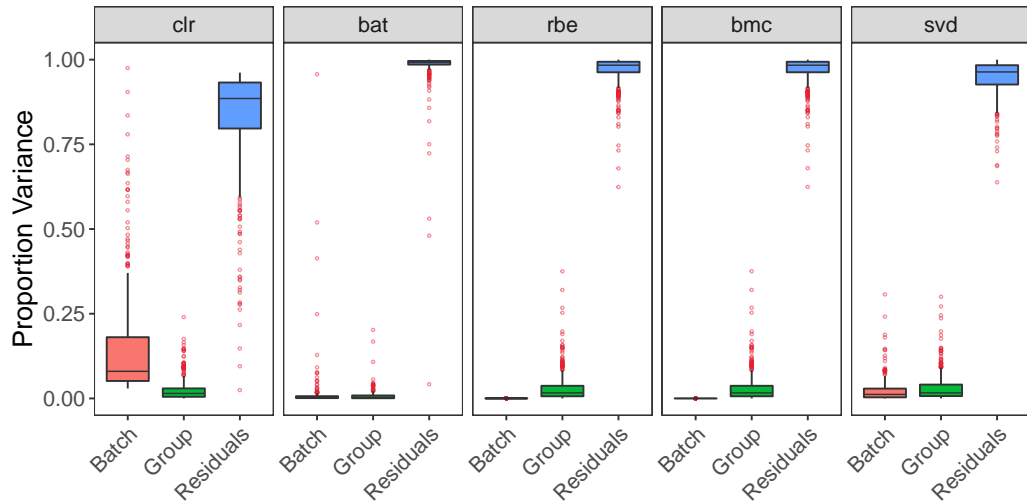 clr bat rbe bmc svd
Proportion Variance
1.00
0.75
0.50
0.25
0.00
Batch Group Residuals Batch Group Residuals Batch Group Residuals Batch Group Residuals Batch Group Residuals